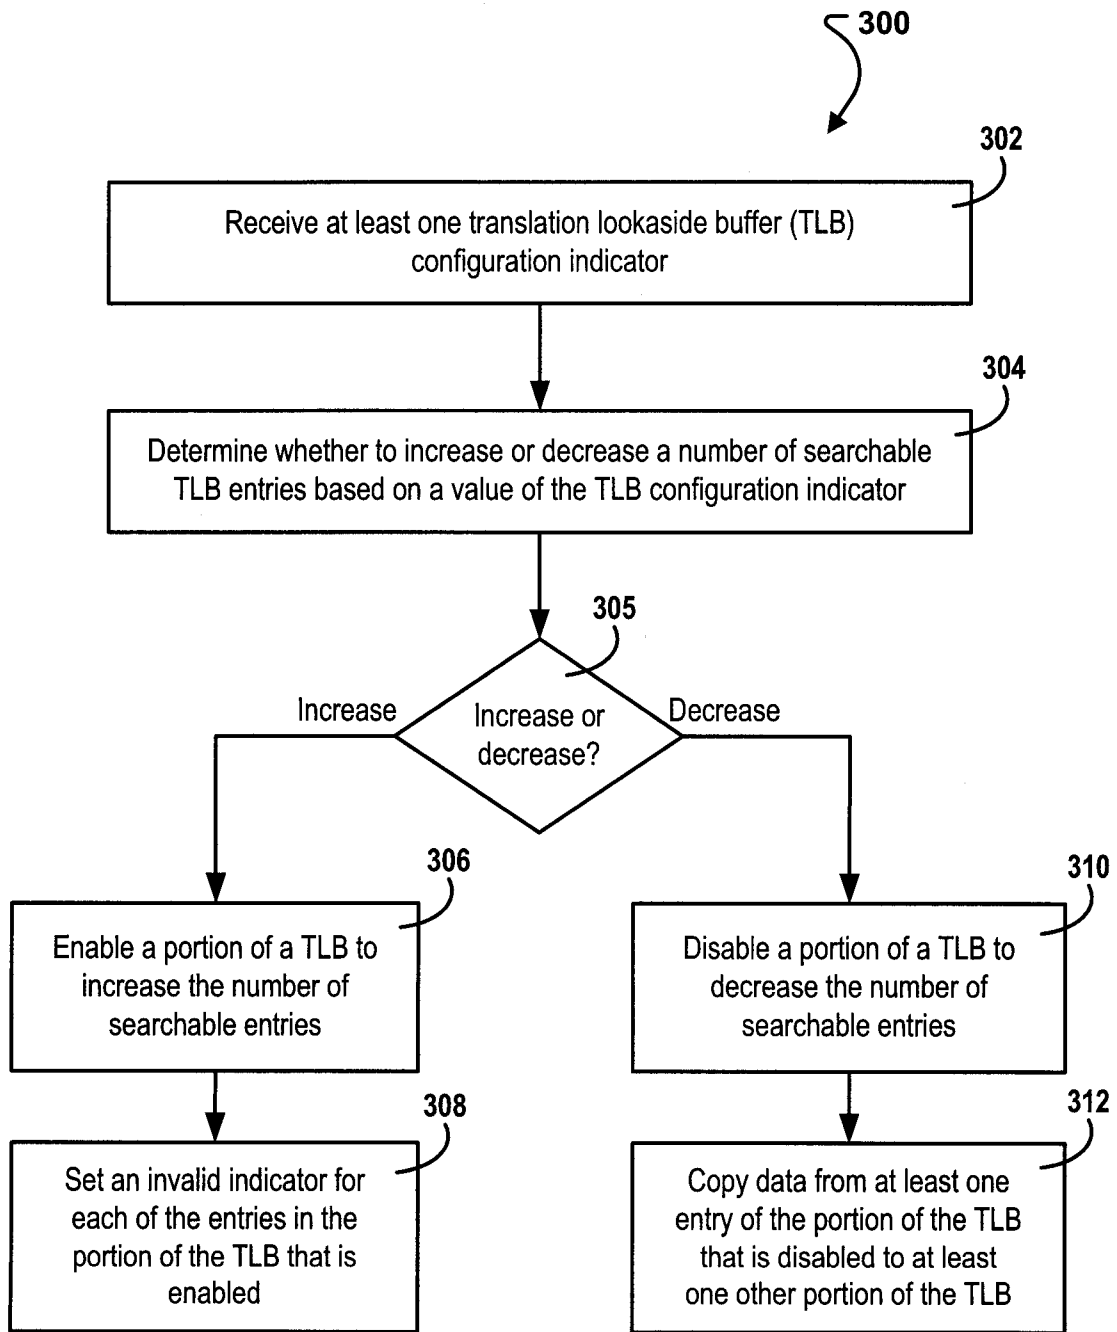 300
302
Receive at least one translation lookaside buffer (TLB)
configuration indicator
304
Determine whether to increase or decrease a number of searchable
TLB entries based on a value of the TLB configuration indicator
305
Increase
Increase or
decrease?
Decrease
306
Enable a portion of a TLB to
increase the number of
searchable entries
310
Disable a portion of a TLB to
decrease the number of
searchable entries
308
Set an invalid indicator for
each of the entries in the
portion of the TLB that is
enabled
312
Copy data from at least one
entry of the portion of the TLB
that is disabled to at least
one other portion of the TLB